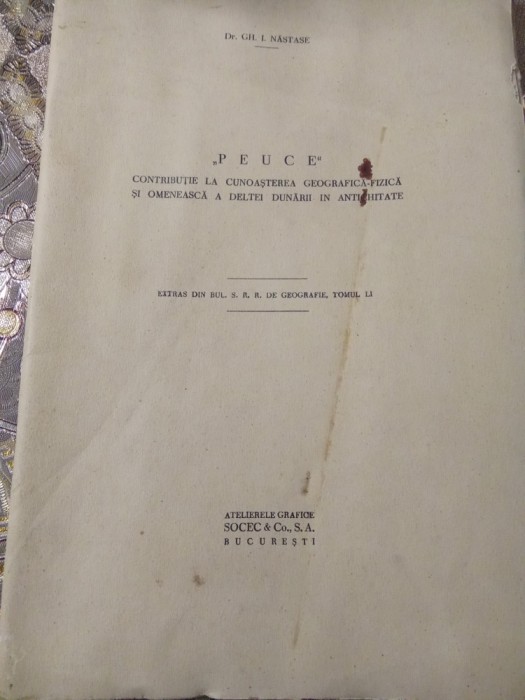 Dr. GH. I. NĂSTASE
„P E U C E"
CONTRIBUȚIE LA CUNOAȘTEREA GEOGRAFICA-FIZICĂ
ȘI OMENEASCĂ A DELTEI DUNĂRII IN ANTICHITATE
EXTRAS DIN BUL. S. R. R. DE GEOGRAFIE, TOMUL LI
ATELIERELE GRAFICE
SOCEC & Co., S. A.
BUCUREȘTI